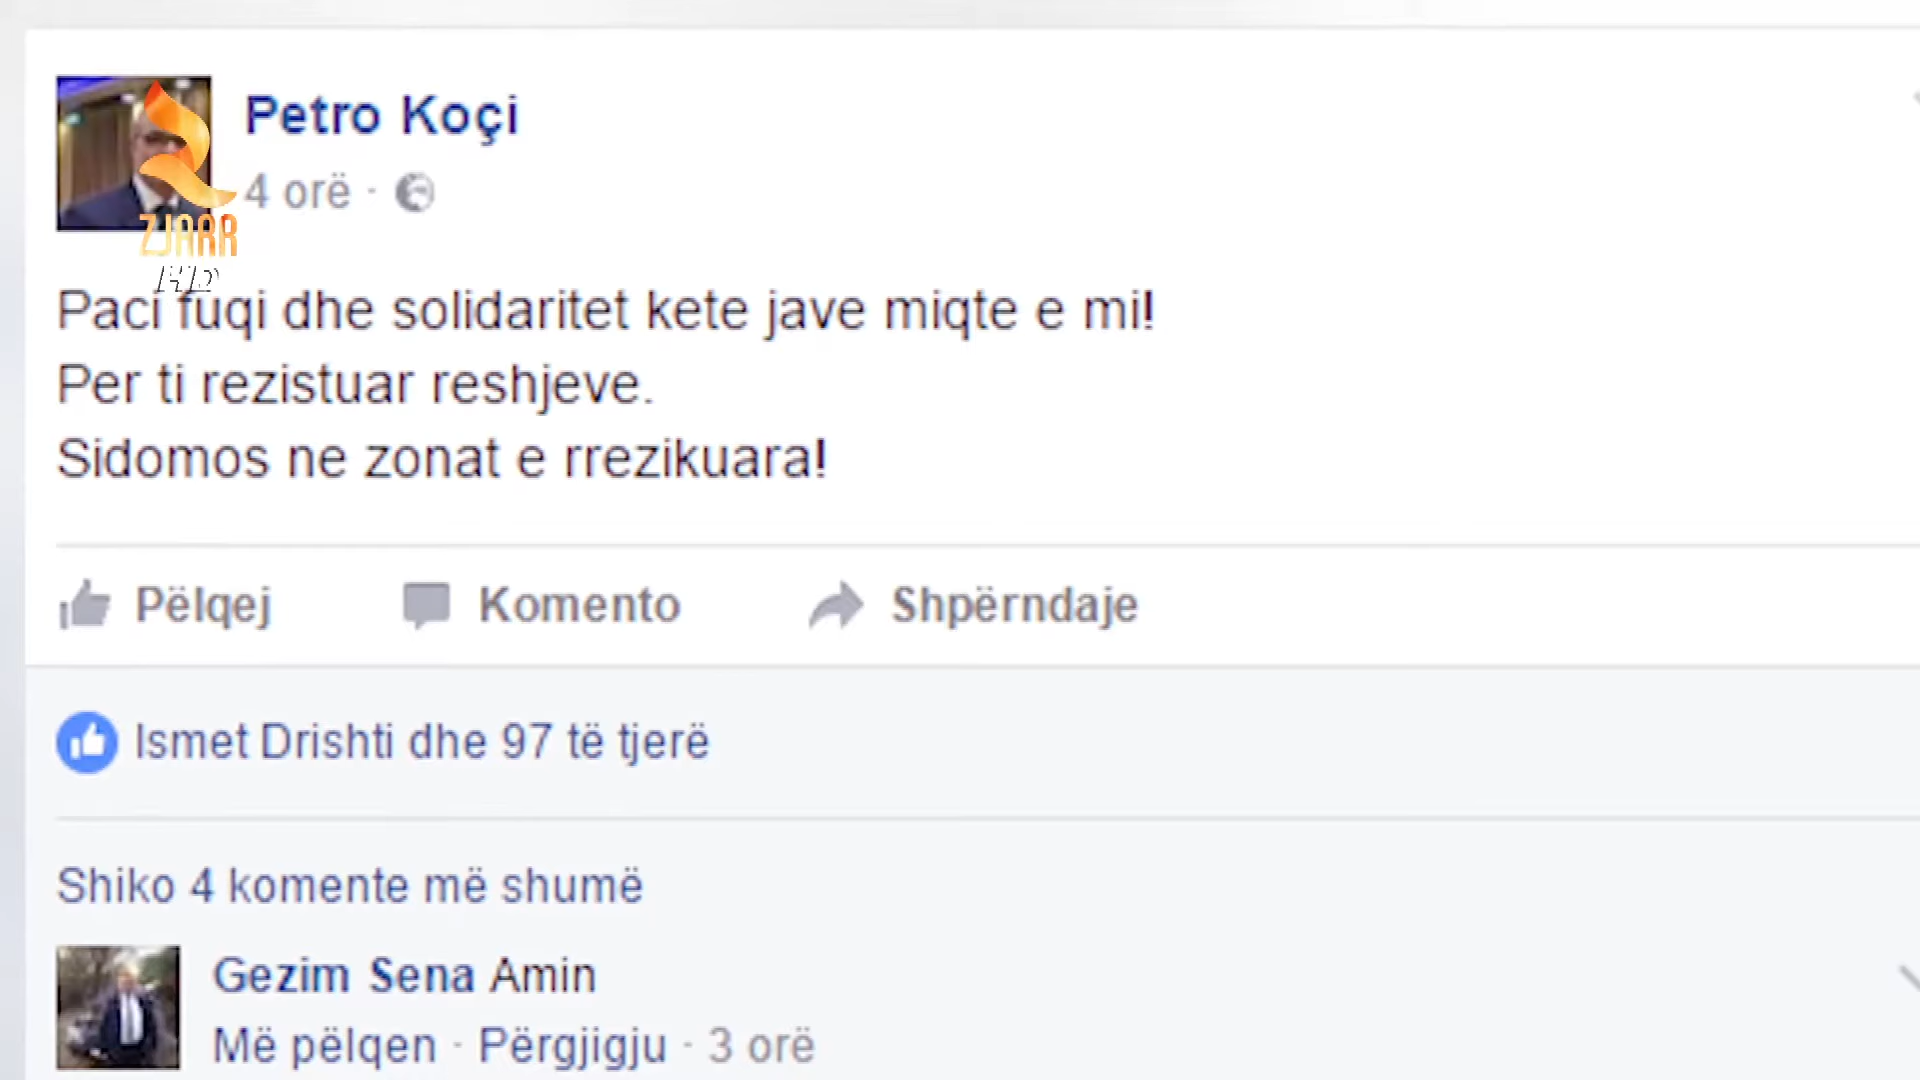 Petro Koçi
4 orë ·
ZJARR
HD
Paci fuqi dhe solidaritet kete jave miqte e mi!
Per ti rezistuar reshjeve.
Sidomos ne zonat e rrezikuara!
Pëlqej Komento Shpërndaje
Ismet Drishti dhe 97 të tjerë
Shiko 4 komente më shumë
Gezim Sena Amin
Më pëlqen · Përgjigju · 3 orë